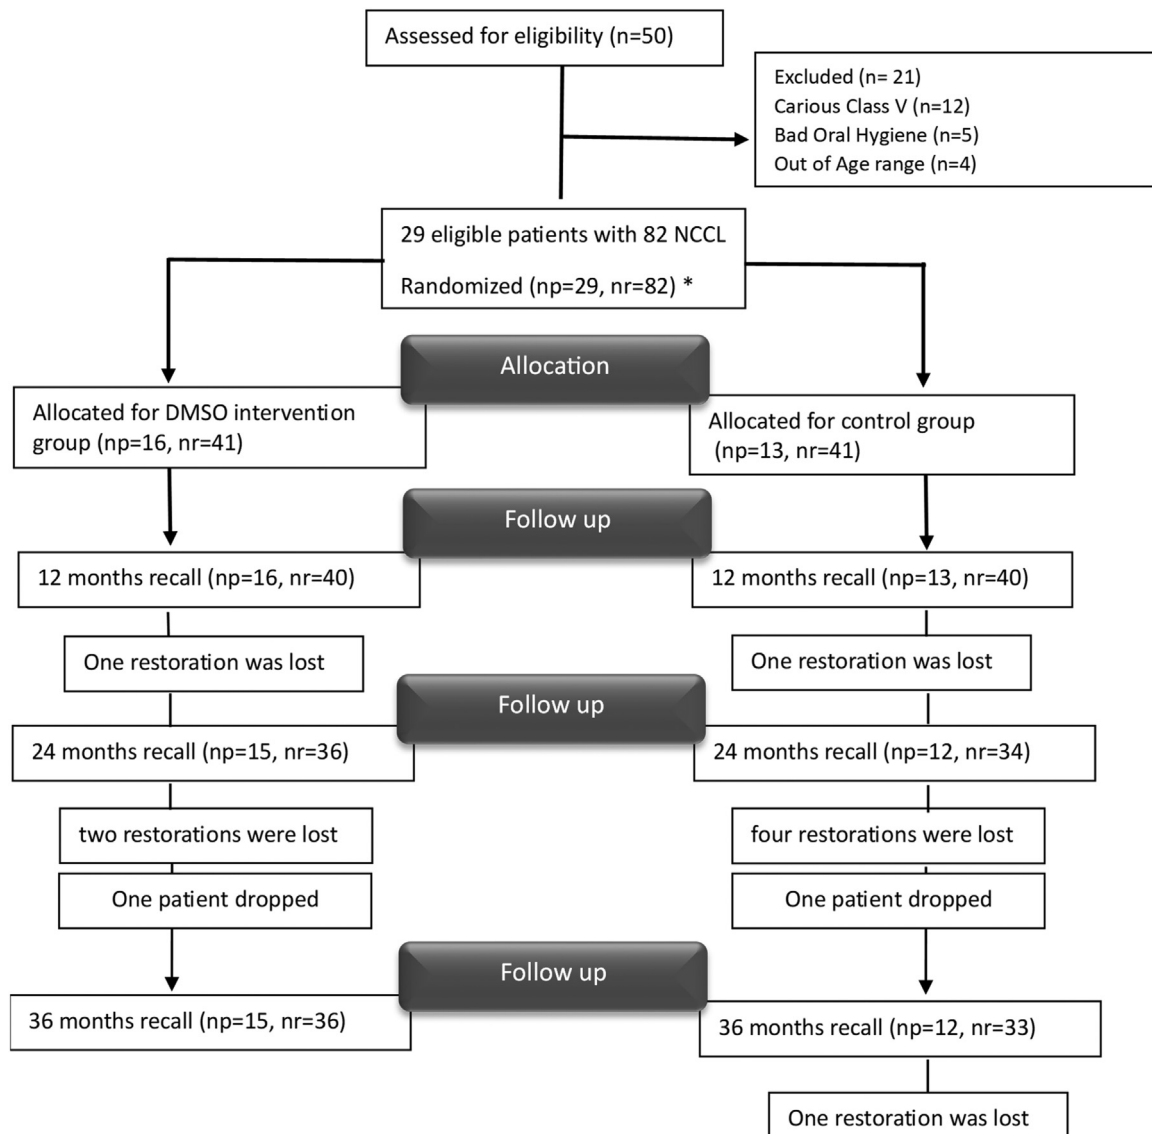 Assessed for eligibility (n=50)
Excluded (n= 21)
Carious Class V (n=12)
Bad Oral Hygiene (n=5)
Out of Age range (n=4)
29 eligible patients with 82 NCCL
Randomized (np=29, nr=82) *
Allocation
Allocated for DMSO intervention
group (np=16, nr=41)
Allocated for control group
(np=13, nr=41)
Follow up
12 months recall (np=16, nr=40)
12 months recall (np=13, nr=40)
One restoration was lost
One restoration was lost
Follow up
24 months recall (np=15, nr=36)
24 months recall (np=12, nr=34)
two restorations were lost
four restorations were lost
One patient dropped
One patient dropped
Follow up
36 months recall (np=15, nr=36)
36 months recall (np=12, nr=33)
One restoration was lost